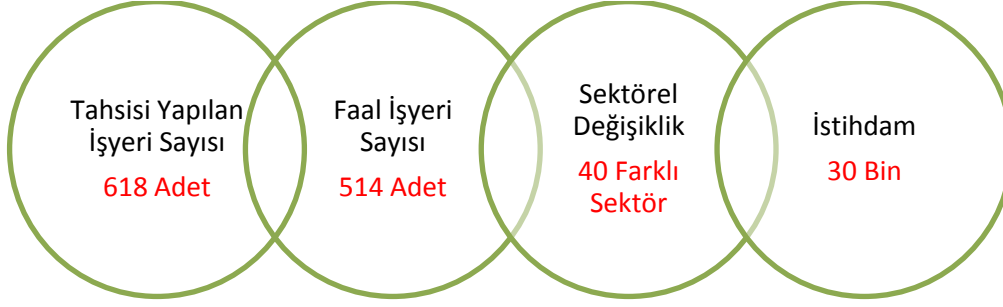 Tahsisi Yapılan
İşyeri Sayısı
618 Adet
Faal İşyeri
Sayısı
514 Adet
Sektörel
Değişiklik
40 Farklı
Sektör
İstihdam
30 Bin